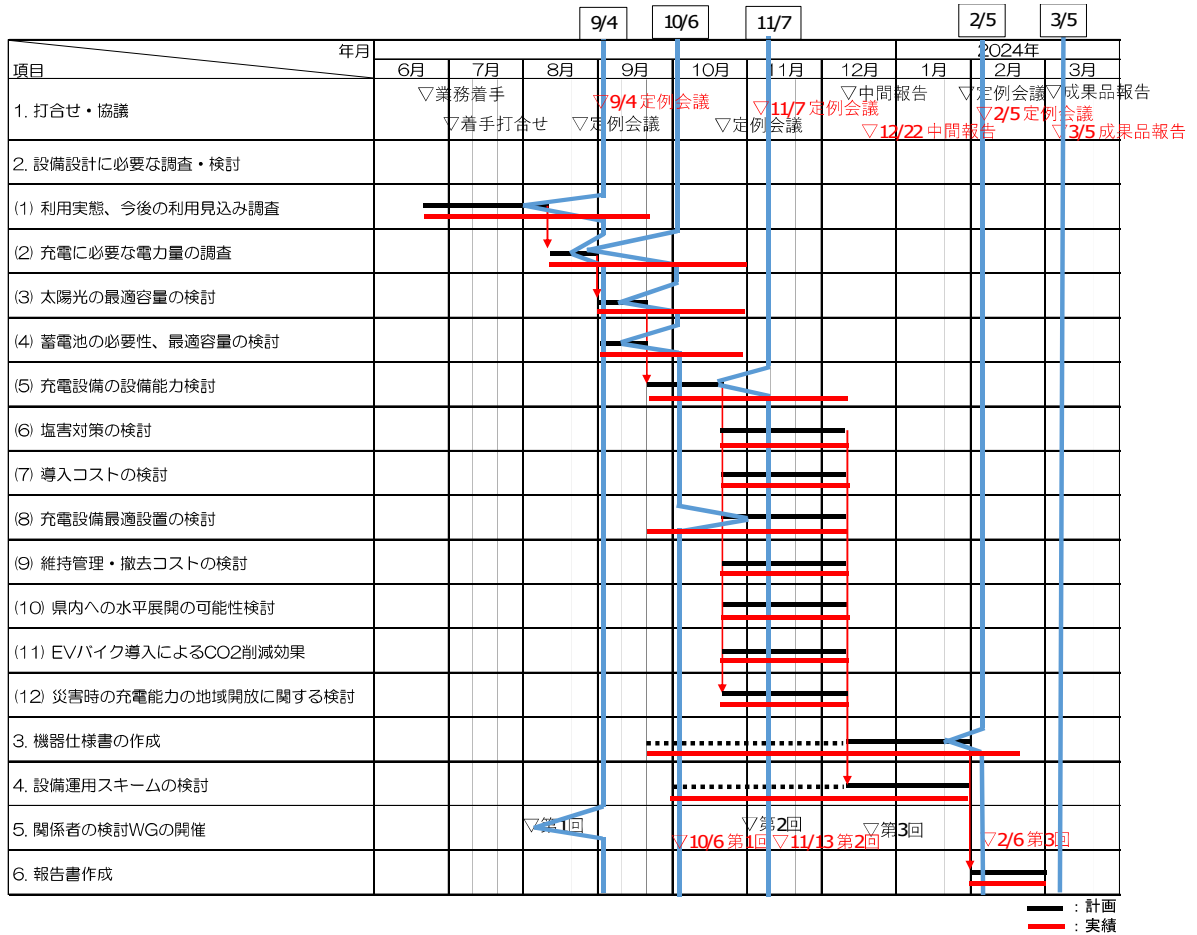 9/4 10/6 11/7 2/5 3/5
年月 2024年
項目 6月 7月 8月 9月 10月 11月 12月 1月 2月 3月
1. 打合せ・協議
▽業務着手 ▽中間報告 ▽定例会議 ▽成果品報告
▽9/4 定例会議 ▽11/7 定例会議 ▽2/5 定例会議
▽着手打合せ ▽定例会議 ▽定例会議 ▽12/22 中間報告 ▽3/5 成果品報告
2. 設備設計に必要な調査・検討
(1) 利用実態、今後の利用見込み調査
(2) 充電に必要な電力量の調査
(3) 太陽光の最適容量の検討
(4) 蓄電池の必要性、最適容量の検討
(5) 充電設備の設備能力検討
(6) 塩害対策の検討
(7) 導入コストの検討
(8) 充電設備最適設置の検討
(9) 維持管理・撤去コストの検討
(10) 県内への水平展開の可能性検討
(11) EVバイク導入によるCO2削減効果
(12) 災害時の充電能力の地域開放に関する検討
3. 機器仕様書の作成
4. 設備運用スキームの検討
5. 関係者の検討WGの開催
▽第1回 ▽第2回 ▽第3回
▽10/6 第1回 ▽11/13 第2回 ▽2/6 第3回
6. 報告書作成
：計画
：実績